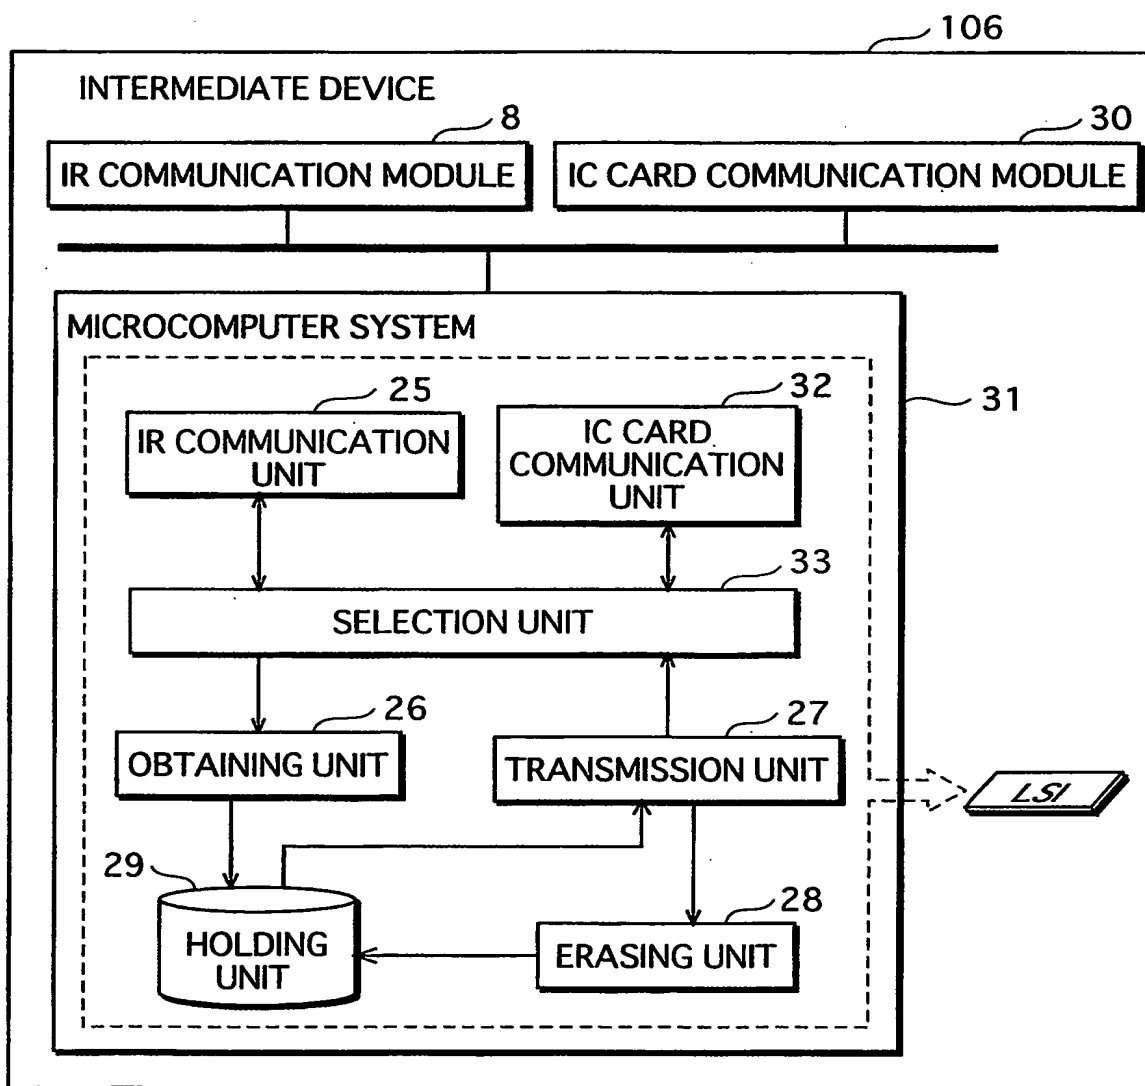 106
INTERMEDIATE DEVICE
8
30
IR COMMUNICATION MODULE
IC CARD COMMUNICATION MODULE
MICROCOMPUTER SYSTEM
31
25
32
IR COMMUNICATION
UNIT
IC CARD
COMMUNICATION
UNIT
33
SELECTION UNIT
26
27
OBTAINING UNIT
TRANSMISSION UNIT
LSI
29
28
HOLDING
UNIT
ERASING UNIT